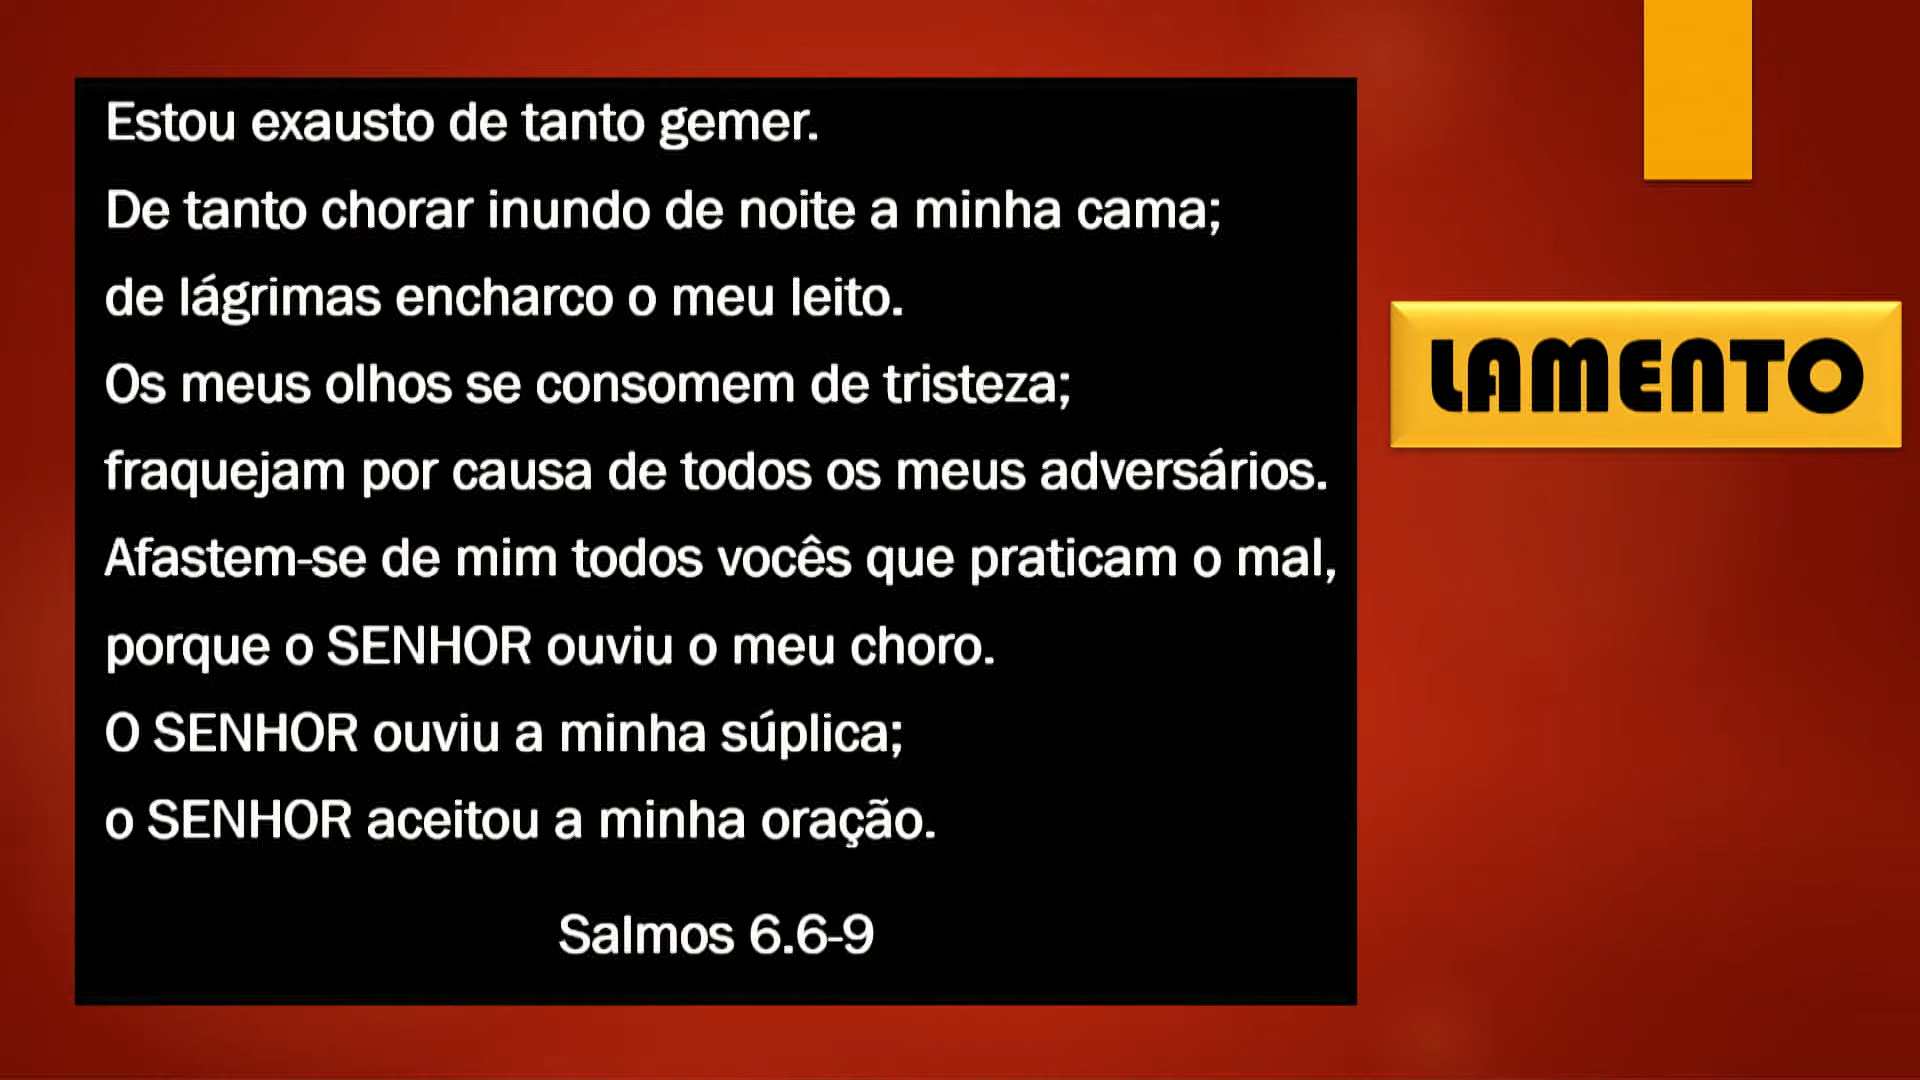 Estou exausto de tanto gemer.
De tanto chorar inundo de noite a minha cama;
de lágrimas encharco o meu leito.
Os meus olhos se consomem de tristeza;
fraquejam por causa de todos os meus adversários.
Afastem-se de mim todos vocês que praticam o mal,
porque o SENHOR ouviu o meu choro.
O SENHOR ouviu a minha súplica;
o SENHOR aceitou a minha oração.
Salmos 6.6-9
LAMENTO